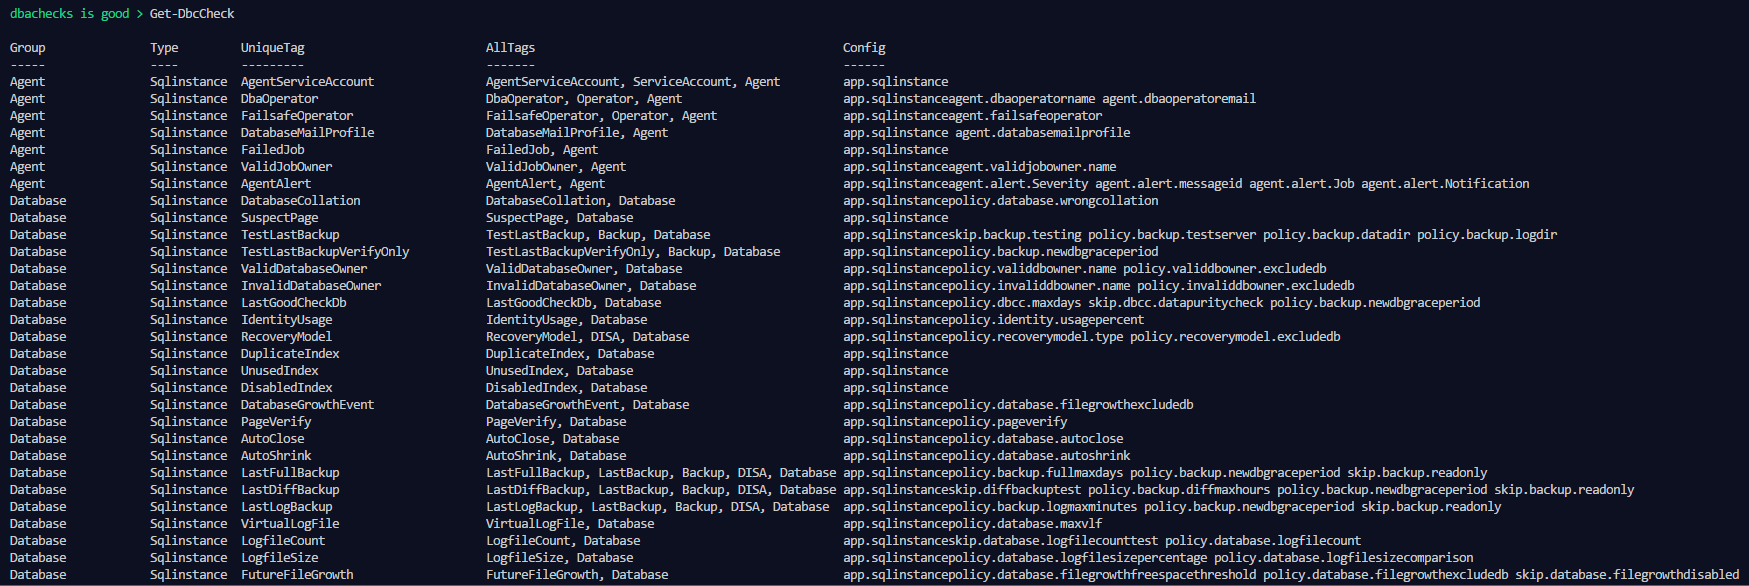 dbachecks is good > Get-DbcCheck
Group Type UniqueTag AllTags Config
----- ---- --------- ------- ------
Agent Sqlinstance AgentServiceAccount AgentServiceAccount, ServiceAccount, Agent app.sqlinstance
Agent Sqlinstance DbaOperator DbaOperator, Operator, Agent app.sqlinstanceagent.dbaoperatorname agent.dbaoperatoremail
Agent Sqlinstance FailsafeOperator FailsafeOperator, Operator, Agent app.sqlinstanceagent.failsafeoperator
Agent Sqlinstance DatabaseMailProfile DatabaseMailProfile, Agent app.sqlinstance agent.databasemailprofile
Agent Sqlinstance FailedJob FailedJob, Agent app.sqlinstance
Agent Sqlinstance ValidJobOwner ValidJobOwner, Agent app.sqlinstanceagent.validjobowner.name
Agent Sqlinstance AgentAlert AgentAlert, Agent app.sqlinstanceagent.alert.Severity agent.alert.messageid agent.alert.Job agent.alert.Notification
Database Sqlinstance DatabaseCollation DatabaseCollation, Database app.sqlinstancepolicy.database.wrongcollation
Database Sqlinstance SuspectPage SuspectPage, Database app.sqlinstance
Database Sqlinstance TestLastBackup TestLastBackup, Backup, Database app.sqlinstanceskip.backup.testing policy.backup.testserver policy.backup.datadir policy.backup.logdir
Database Sqlinstance TestLastBackupVerifyOnly TestLastBackupVerifyOnly, Backup, Database app.sqlinstancepolicy.backup.newdbgraceperiod
Database Sqlinstance ValidDatabaseOwner ValidDatabaseOwner, Database app.sqlinstancepolicy.validdbowner.name policy.validdbowner.excludedb
Database Sqlinstance InvalidDatabaseOwner InvalidDatabaseOwner, Database app.sqlinstancepolicy.invaliddbowner.name policy.invaliddbowner.excludedb
Database Sqlinstance LastGoodCheckDb LastGoodCheckDb, Database app.sqlinstancepolicy.dbcc.maxdays skip.dbcc.datapuritycheck policy.backup.newdbgraceperiod
Database Sqlinstance IdentityUsage IdentityUsage, Database app.sqlinstancepolicy.identity.usagepercent
Database Sqlinstance RecoveryModel RecoveryModel, DISA, Database app.sqlinstancepolicy.recoverymodel.type policy.recoverymodel.excludedb
Database Sqlinstance DuplicateIndex DuplicateIndex, Database app.sqlinstance
Database Sqlinstance UnusedIndex UnusedIndex, Database app.sqlinstance
Database Sqlinstance DisabledIndex DisabledIndex, Database app.sqlinstance
Database Sqlinstance DatabaseGrowthEvent DatabaseGrowthEvent, Database app.sqlinstancepolicy.database.filegrowthexcludedb
Database Sqlinstance PageVerify PageVerify, Database app.sqlinstancepolicy.pageverify
Database Sqlinstance AutoClose AutoClose, Database app.sqlinstancepolicy.database.autoclose
Database Sqlinstance AutoShrink AutoShrink, Database app.sqlinstancepolicy.database.autoshrink
Database Sqlinstance LastFullBackup LastFullBackup, LastBackup, Backup, DISA, Database app.sqlinstancepolicy.backup.fullmaxdays policy.backup.newdbgraceperiod skip.backup.readonly
Database Sqlinstance LastDiffBackup LastDiffBackup, LastBackup, Backup, DISA, Database app.sqlinstanceskip.diffbackuptest policy.backup.diffmaxhours policy.backup.newdbgraceperiod skip.backup.readonly
Database Sqlinstance LastLogBackup LastLogBackup, LastBackup, Backup, DISA, Database app.sqlinstancepolicy.backup.logmaxminutes policy.backup.newdbgraceperiod skip.backup.readonly
Database Sqlinstance VirtualLogFile VirtualLogFile, Database app.sqlinstancepolicy.database.maxvlf
Database Sqlinstance LogfileCount LogfileCount, Database app.sqlinstanceskip.database.logfilecounttest policy.database.logfilecount
Database Sqlinstance LogfileSize LogfileSize, Database app.sqlinstancepolicy.database.logfilesizepercentage policy.database.logfilesizecomparison
Database Sqlinstance FutureFileGrowth FutureFileGrowth, Database app.sqlinstancepolicy.database.filegrowthfreespacethreshold policy.database.filegrowthexcludedb skip.database.filegrowthdisabled